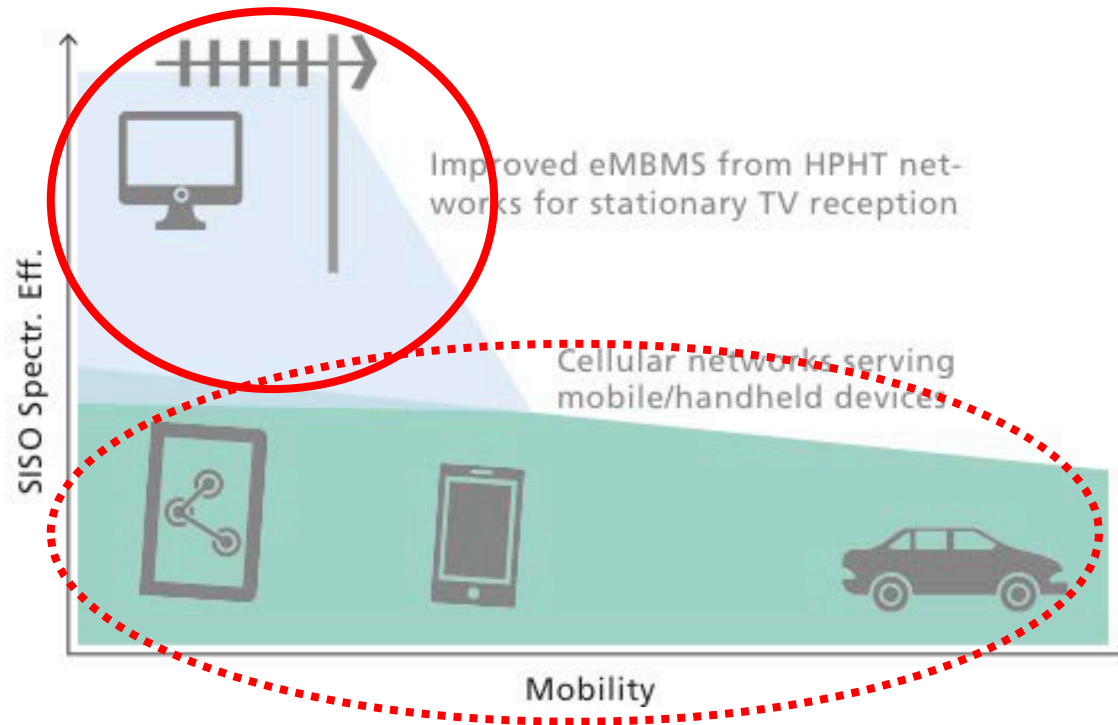 Improved eMBMS from HPHT net-
works for stationary TV reception
SISO Spectr. Eff.
Cellular networks serving
mobile/handheld devices
Mobility